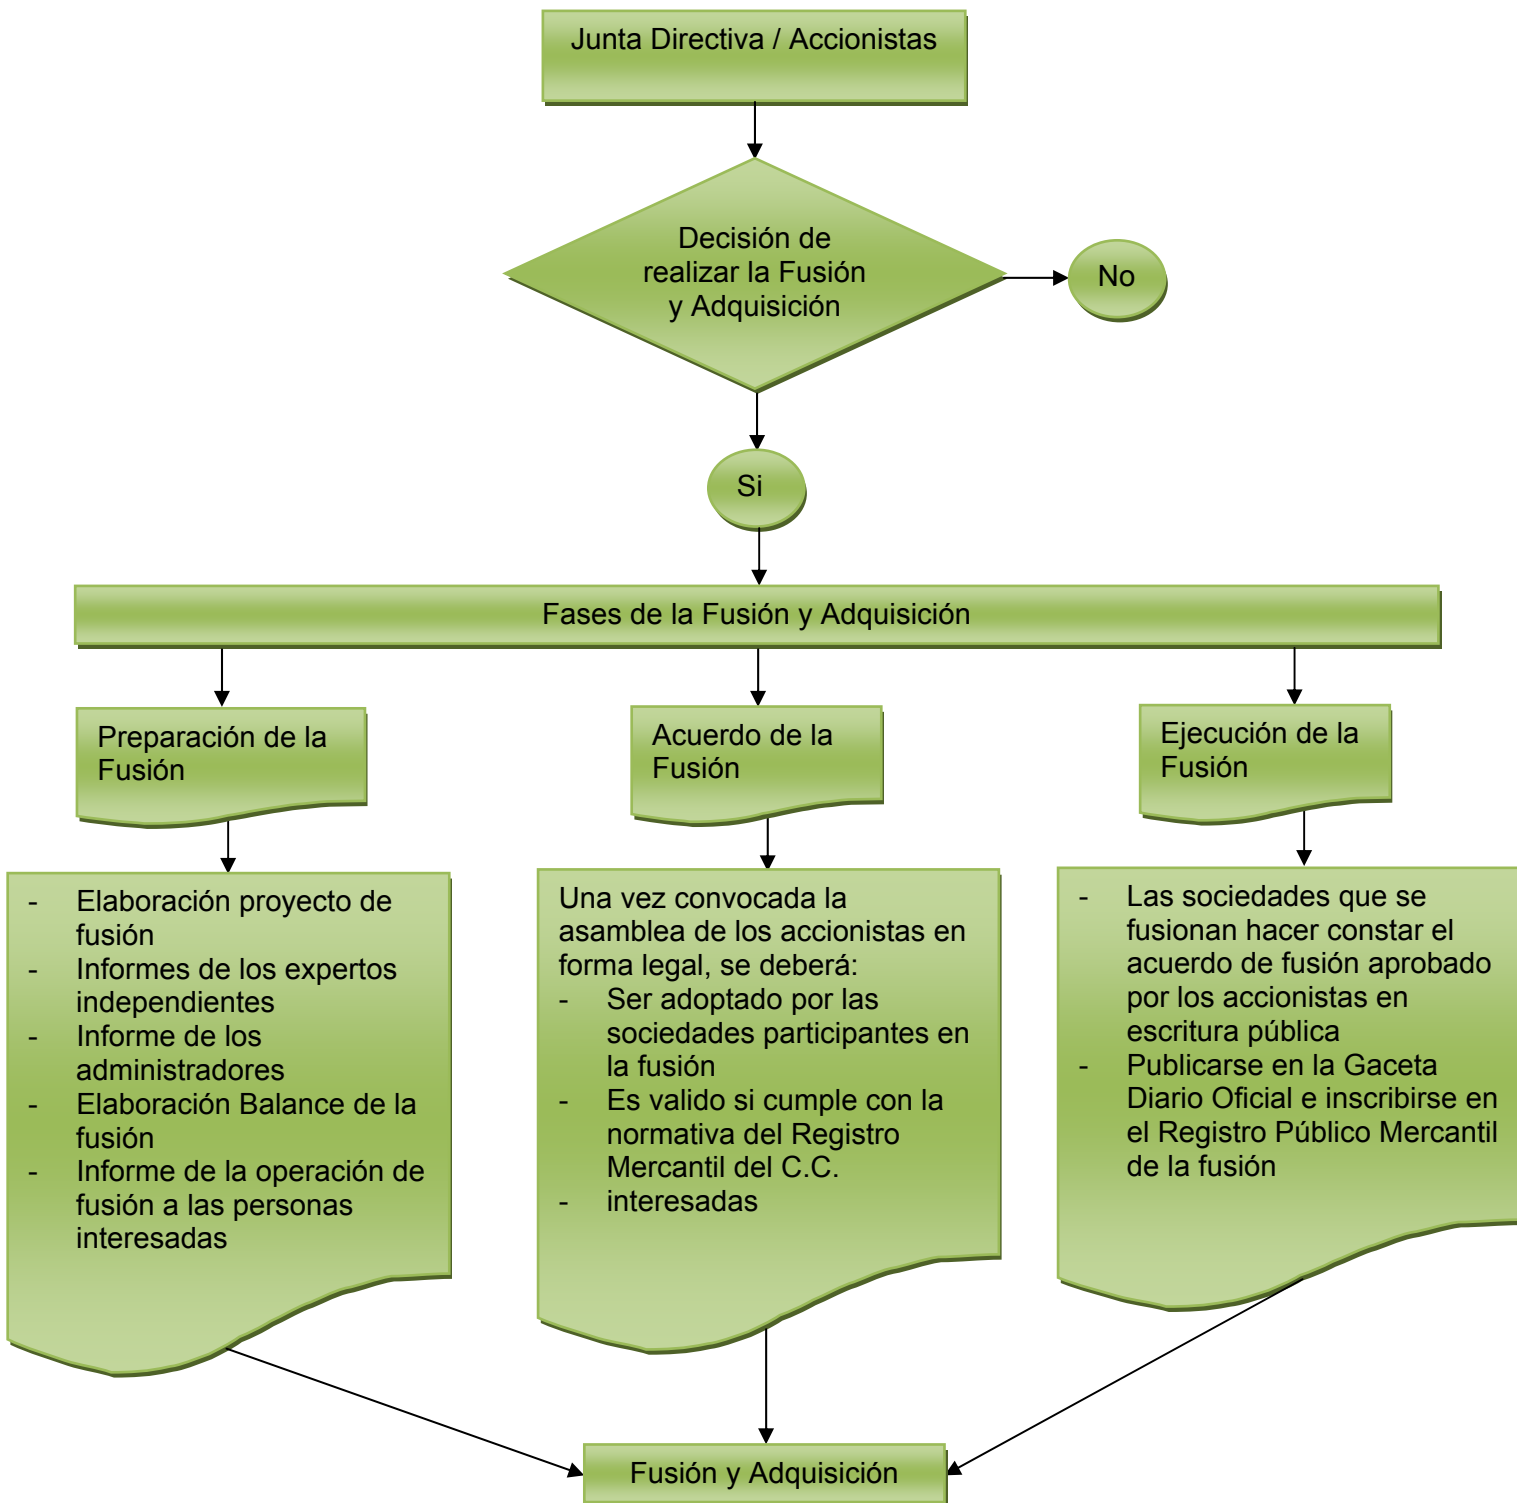 Junta Directiva / Accionistas
Decisión de
realizar la Fusión
y Adquisición
No
Si
Fases de la Fusión y Adquisición
Preparación de la
Fusión
Acuerdo de la
Fusión
Ejecución de la
Fusión
- Elaboración proyecto de
fusión
- Informes de los expertos
independientes
- Informe de los
administradores
- Elaboración Balance de la
fusión
- Informe de la operación de
fusión a las personas
interesadas
Una vez convocada la
asamblea de los accionistas en
forma legal, se deberá:
- Ser adoptado por las
sociedades participantes en
la fusión
- Es valido si cumple con la
normativa del Registro
Mercantil del C.C.
- interesadas
- Las sociedades que se
fusionan hacer constar el
acuerdo de fusión aprobado
por los accionistas en
escritura pública
- Publicarse en la Gaceta
Diario Oficial e inscribirse en
el Registro Público Mercantil
de la fusión
Fusión y Adquisición